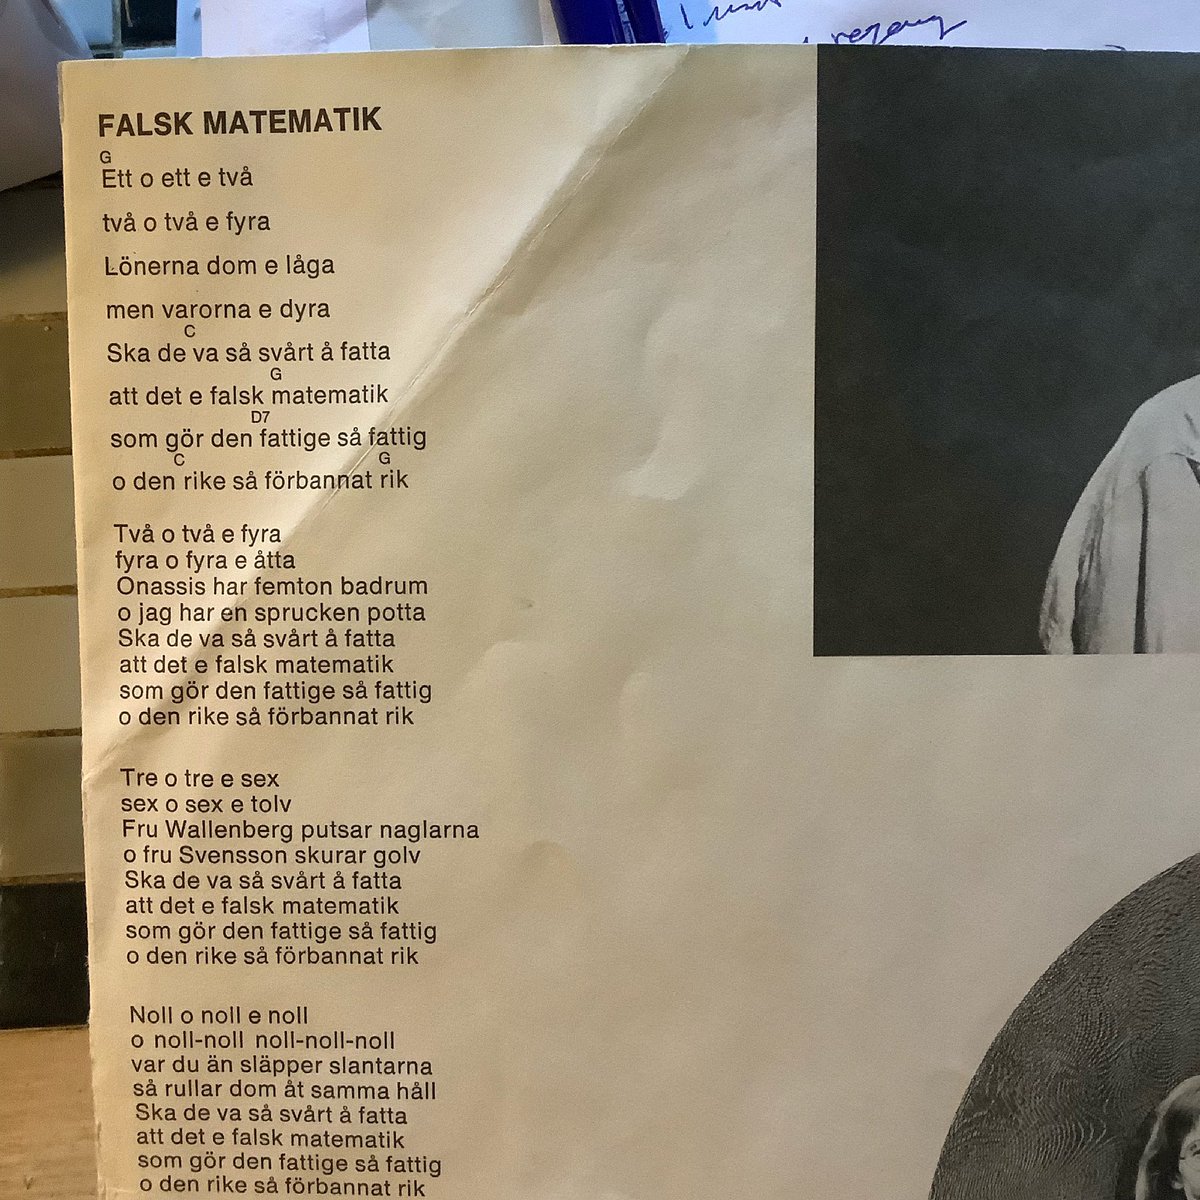 FALSK MATEMATIK
G
Ett o ett e två
två o två e fyra
Lönerna dom e låga
men varorna e dyra
C
Ska de va så svårt å fatta
G
att det e falsk matematik
D7
som gör den fattige så fattig
C G
o den rike så förbannat rik
Två o två e fyra
fyra o fyra e åtta
Onassis har femton badrum
o jag har en sprucken potta
Ska de va så svårt å fatta
att det e falsk matematik
som gör den fattige så fattig
o den rike så förbannat rik
Tre o tre e sex
sex o sex e tolv
Fru Wallenberg putsar naglarna
o fru Svensson skurar golv
Ska de va så svårt å fatta
att det e falsk matematik
som gör den fattige så fattig
o den rike så förbannat rik
Noll o noll e noll
o noll-noll noll-noll-noll
var du än släpper slantarna
så rullar dom åt samma håll
Ska de va så svårt å fatta
att det e falsk matematik
som gör den fattige så fattig
o den rike så förbannat rik